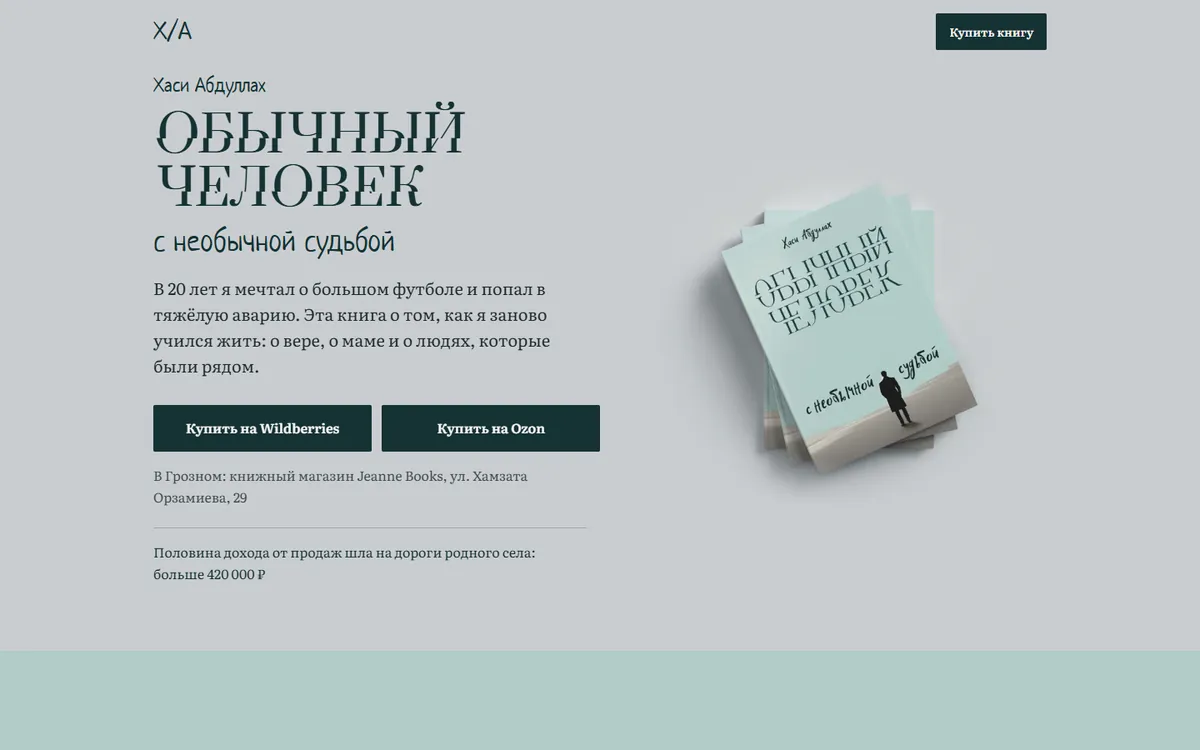 Х/А
Купить книгу
Хаси Абдуллах
ОБЫЧНЫЙ
ЧЕЛОВЕК
с необычной судьбой
В 20 лет я мечтал о большом футболе и попал в
тяжёлую аварию. Эта книга о том, как я заново
учился жить: о вере, о маме и о людях, которые
были рядом.
Купить на Wildberries
Купить на Ozon
В Грозном: книжный магазин Jeanne Books, ул. Хамзата
Орзамиева, 29
Половина дохода от продаж шла на дороги родного села:
больше 420 000 ₽
Хаси Абдуллах
ОБЫЧНЫЙ
ЧЕЛОВЕК
с необычной судьбой